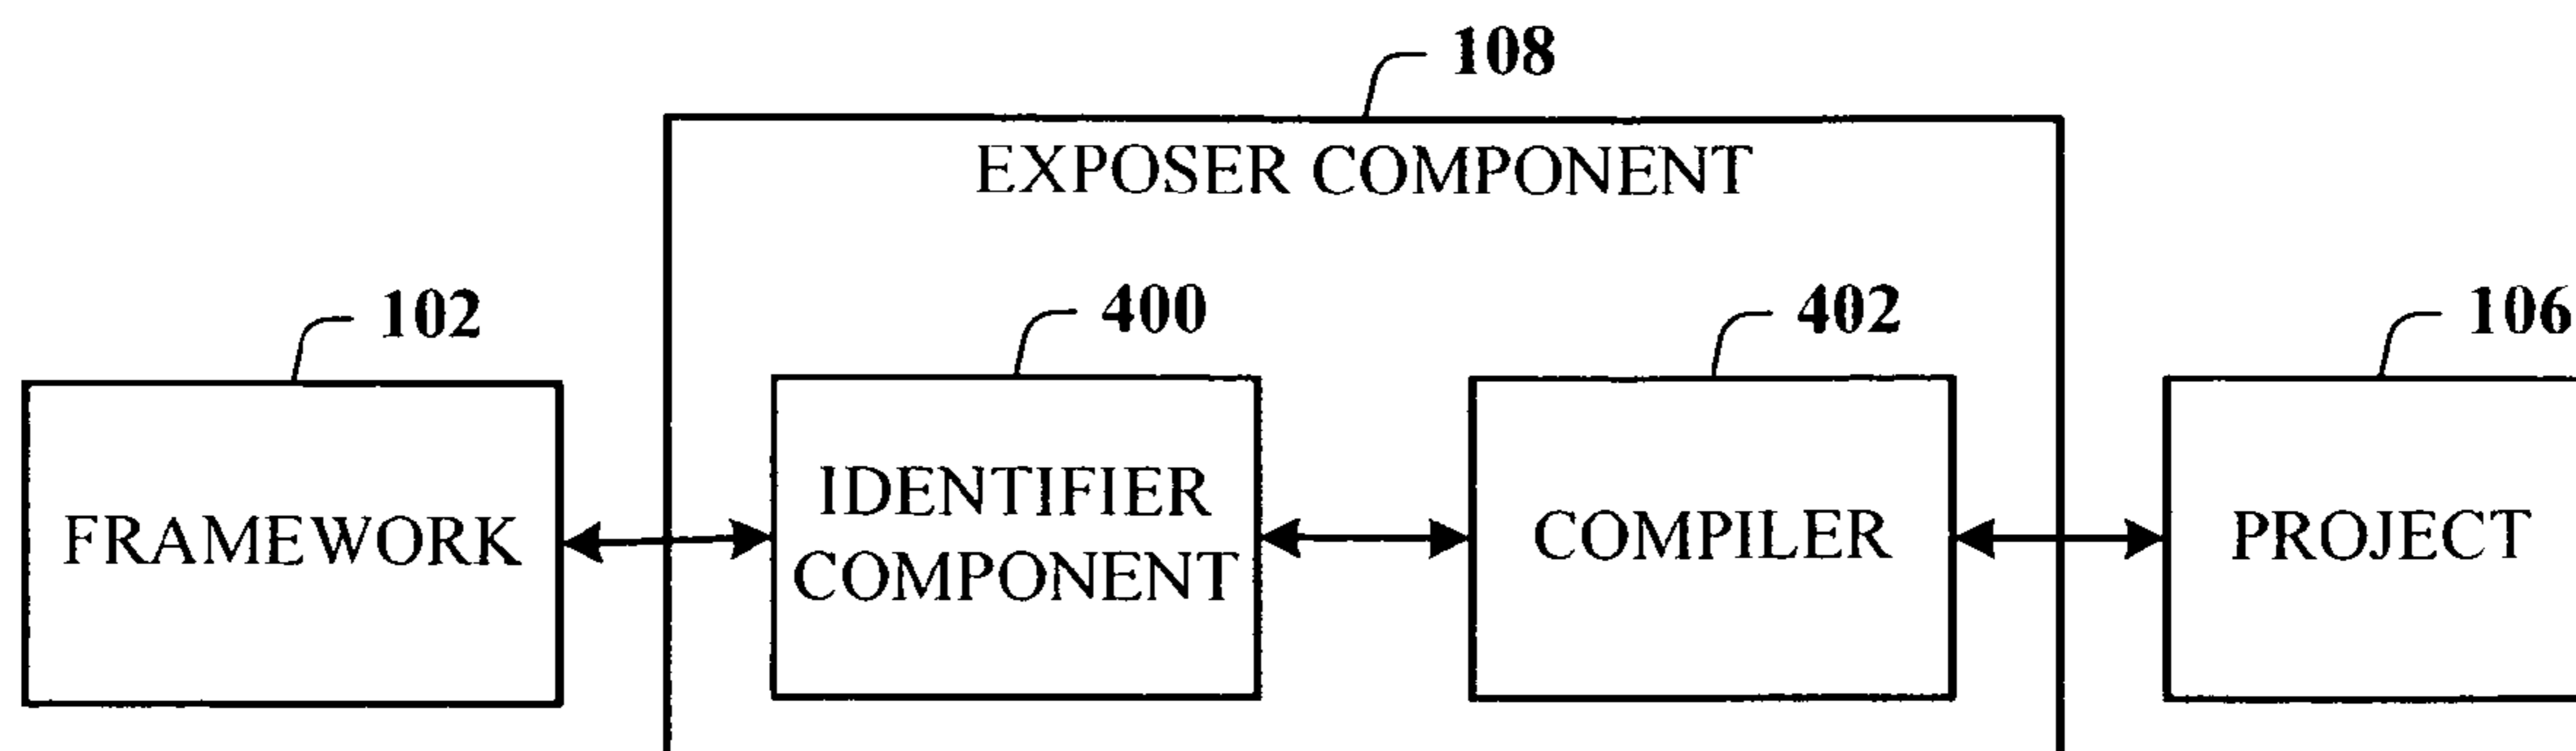 108
EXPOSER COMPONENT
102
400
402
106
FRAMEWORK
IDENTIFIER
COMPONENT
COMPILER
PROJECT